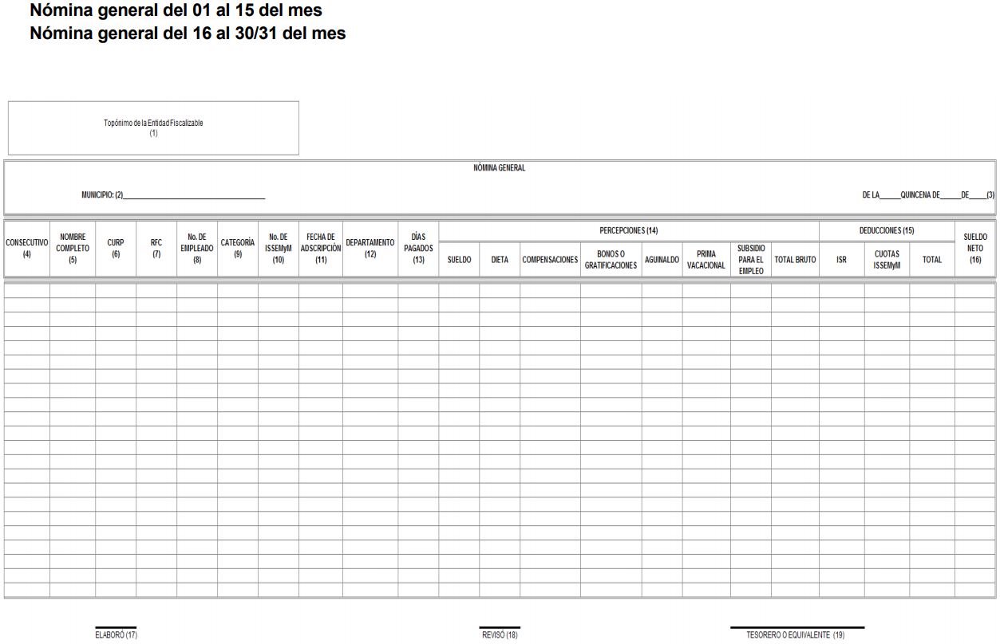 Nómina general del 01 al 15 del mes
Nómina general del 16 al 30/31 del mes
Topónimo de la Entidad Fiscalizable
(1)
NÓMINA GENERAL
MUNICIPIO: (2)__________________________________ DE LA_____QUINCENA DE_____DE____(3)
CONSECUTIVO
(4)
NOMBRE
COMPLETO
(5)
CURP
(6)
RFC
(7)
No. DE
EMPLEADO
(8)
CATEGORÍA
(9)
No. DE
ISSEMyM
(10)
FECHA DE
ADSCRIPCIÓN
(11)
DEPARTAMENTO
(12)
DÍAS
PAGADOS
(13)
PERCEPCIONES (14)
SUELDO
DIETA
COMPENSACIONES
BONOS O
GRATIFICACIONES
AGUINALDO
PRIMA
VACACIONAL
SUBSIDIO
PARA EL
EMPLEO
TOTAL BRUTO
DEDUCCIONES (15)
ISR
CUOTAS
ISSEMyM
TOTAL
SUELDO
NETO
(16)
ELABORÓ (17)
REVISÓ (18)
TESORERO O EQUIVALENTE (19)